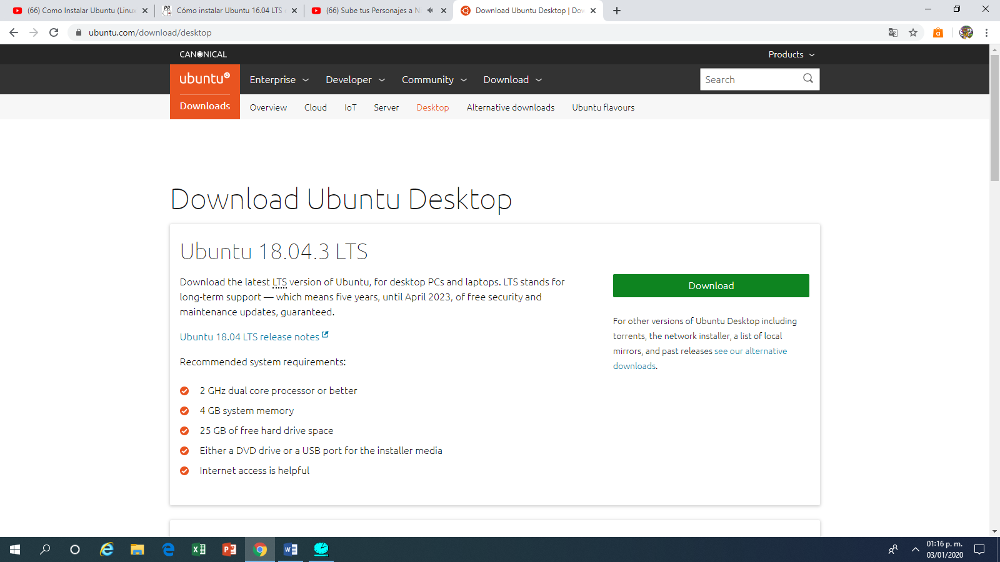 (66) Como Instalar Ubuntu (Linux
Cómo instalar Ubuntu 16.04 LTS
(66) Sube tus Personajes a
Download Ubuntu Desktop | Dow
ubuntu.com/download/desktop
CANONICAL
Products
ubuntu
Enterprise
Developer
Community
Download
Search
Downloads
Overview
Cloud
IoT
Server
Desktop
Alternative downloads
Ubuntu flavours
Download Ubuntu Desktop
Ubuntu 18.04.3 LTS
Download the latest LTS version of Ubuntu, for desktop PCs and laptops. LTS stands for
long-term support — which means five years, until April 2023, of free security and
maintenance updates, guaranteed.
Ubuntu 18.04 LTS release notes
Recommended system requirements:
2 GHz dual core processor or better
4 GB system memory
25 GB of free hard drive space
Either a DVD drive or a USB port for the installer media
Internet access is helpful
Download
For other versions of Ubuntu Desktop including
torrents, the network installer, a list of local
mirrors, and past releases see our alternative
downloads.
01:16 p. m.
03/01/2020